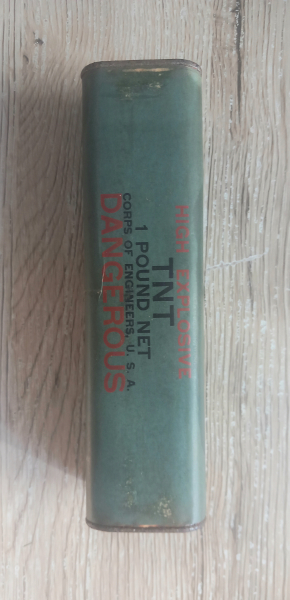 HIGH EXPLOSIVE
TNT
1 POUND NET
CORPS OF ENGINEERS, U. S. A.
DANGEROUS